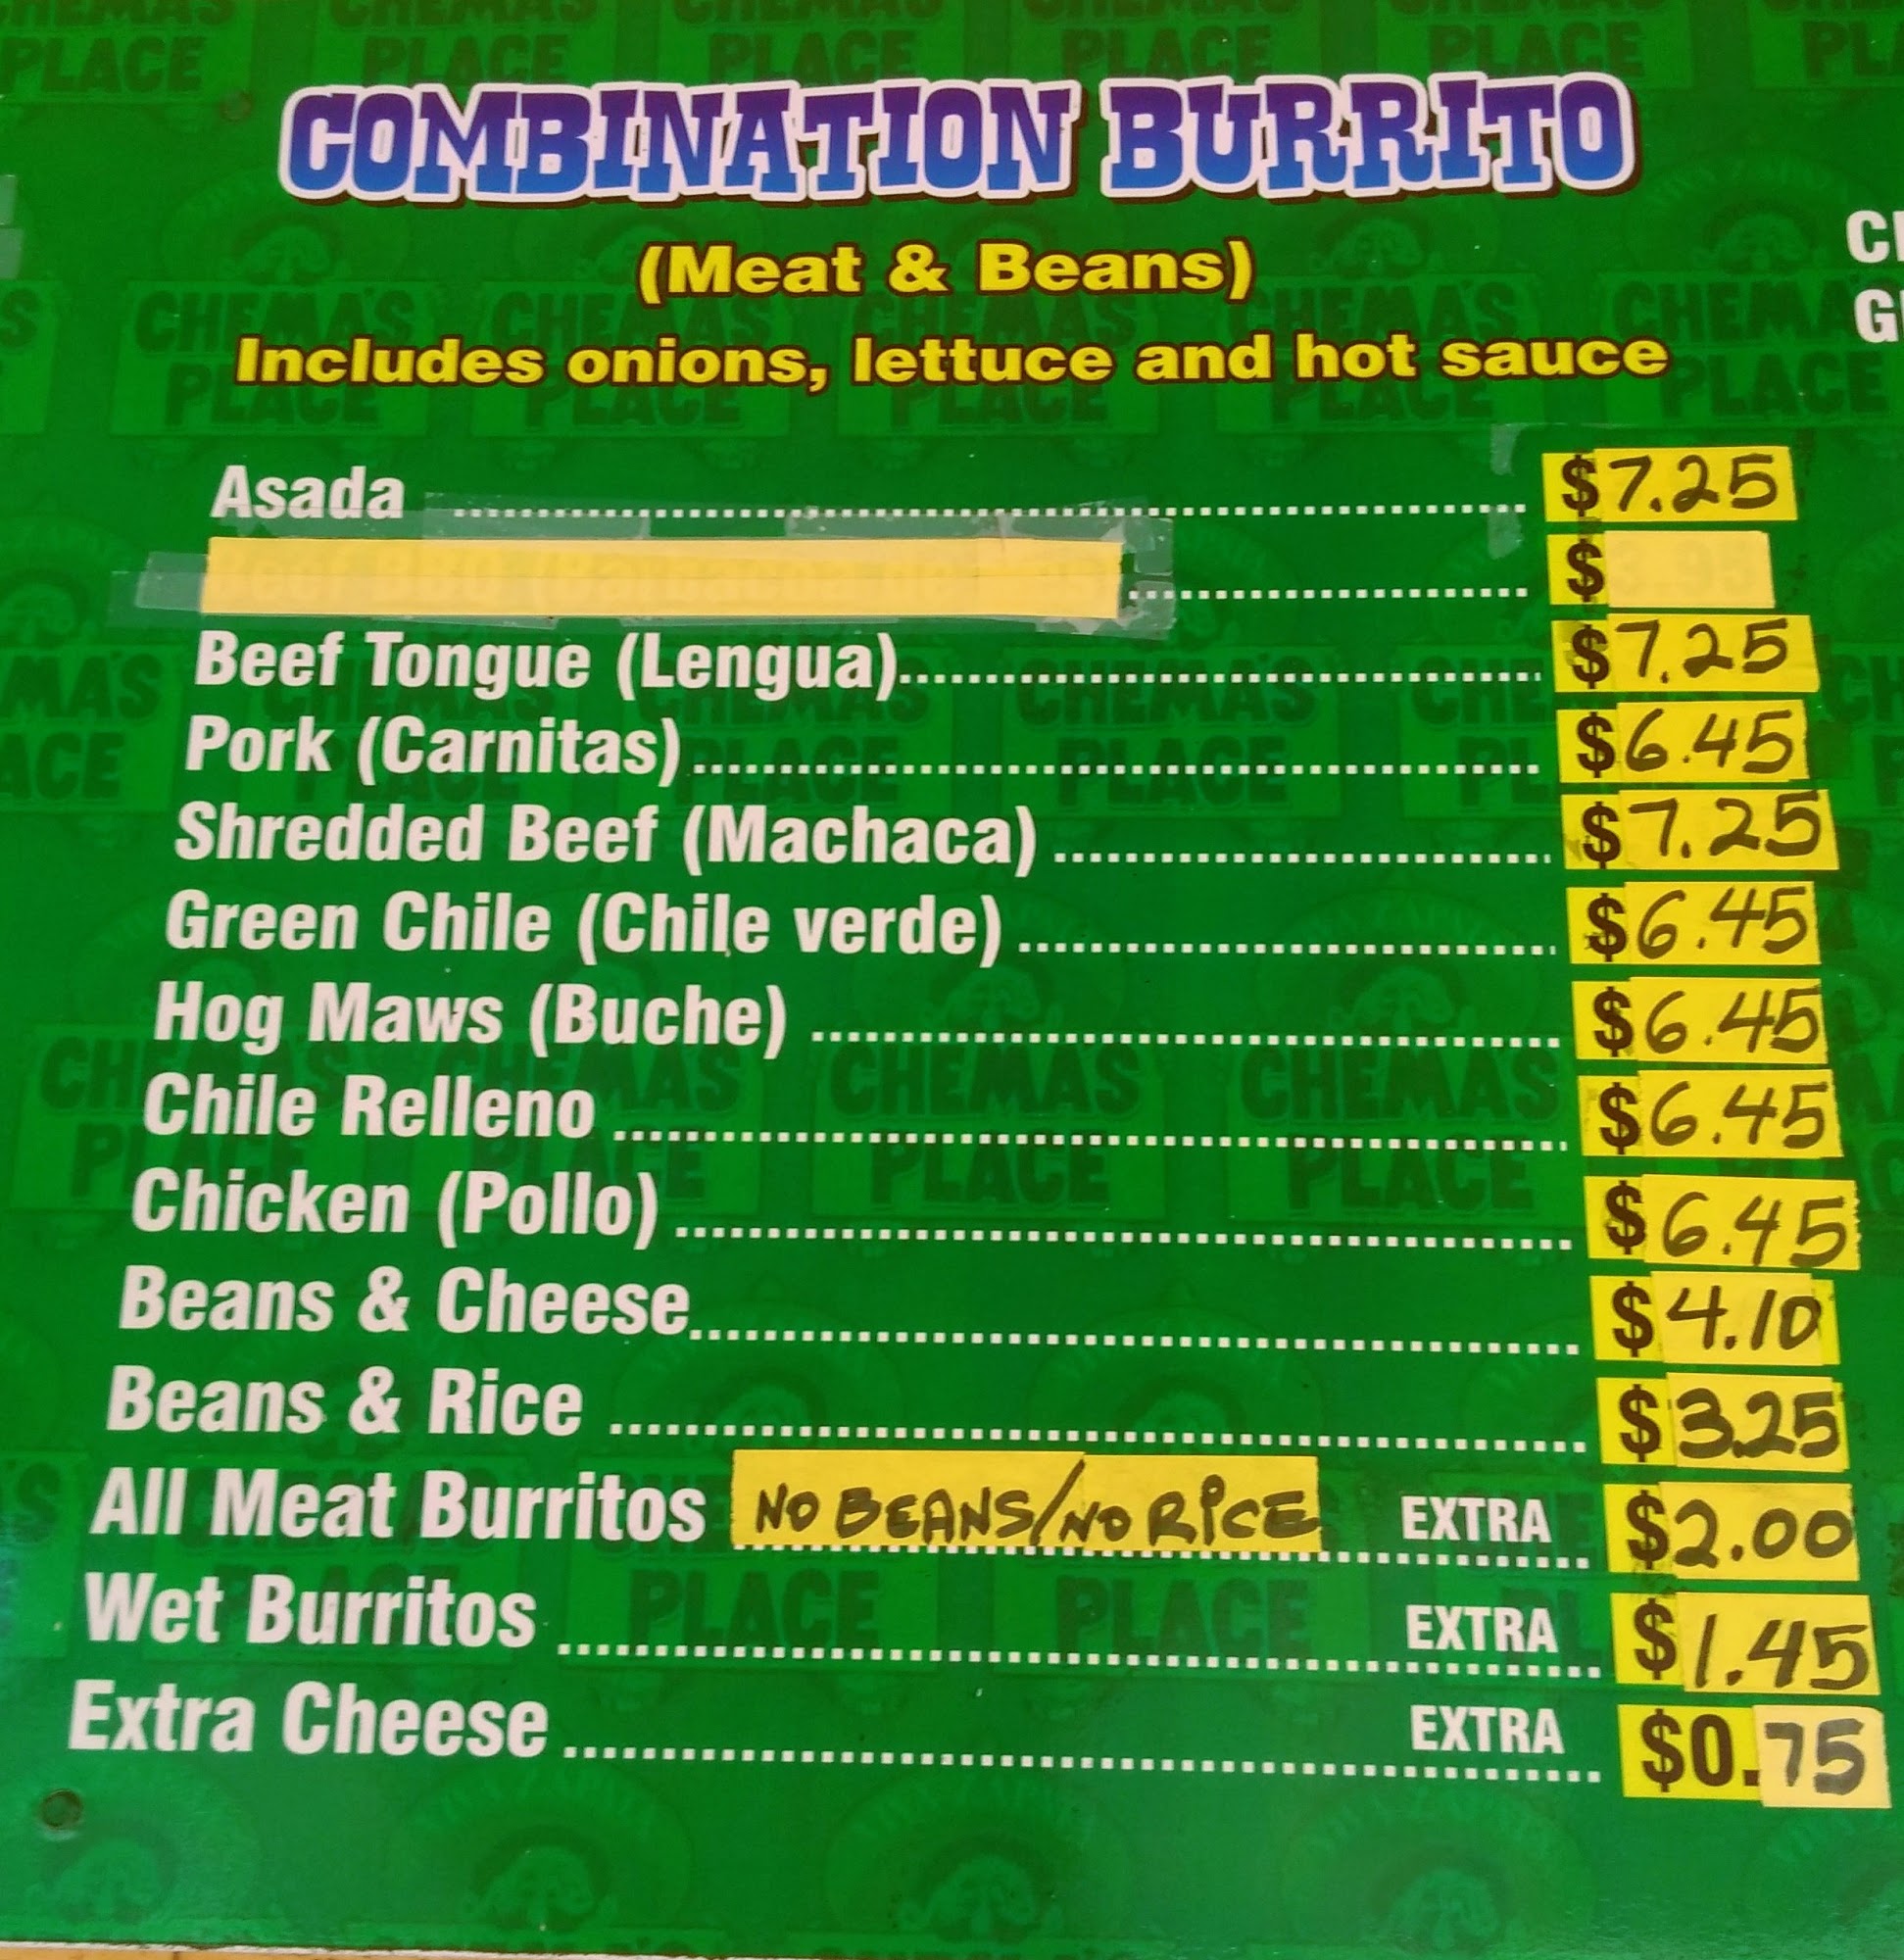 COMBINATION BURRITO
(Meat & Beans)
Includes onions, lettuce and hot sauce
Asada ........ $7.25
$
Beef Tongue (Lengua)........ $7.25
Pork (Carnitas)........ $6.45
Shredded Beef (Machaca) ........ $7.25
Green Chile (Chile verde) ........ $6.45
Hog Maws (Buche) ........ $6.45
Chile Relleno ........ $6.45
Chicken (Pollo) ........ $6.45
Beans & Cheese........ $4.10
Beans & Rice ........ $3.25
All Meat Burritos NO BEANS/NO RICE EXTRA $2.00
Wet Burritos ........ EXTRA $1.45
Extra Cheese ........ EXTRA $0.75
CHEMA'S PLACE